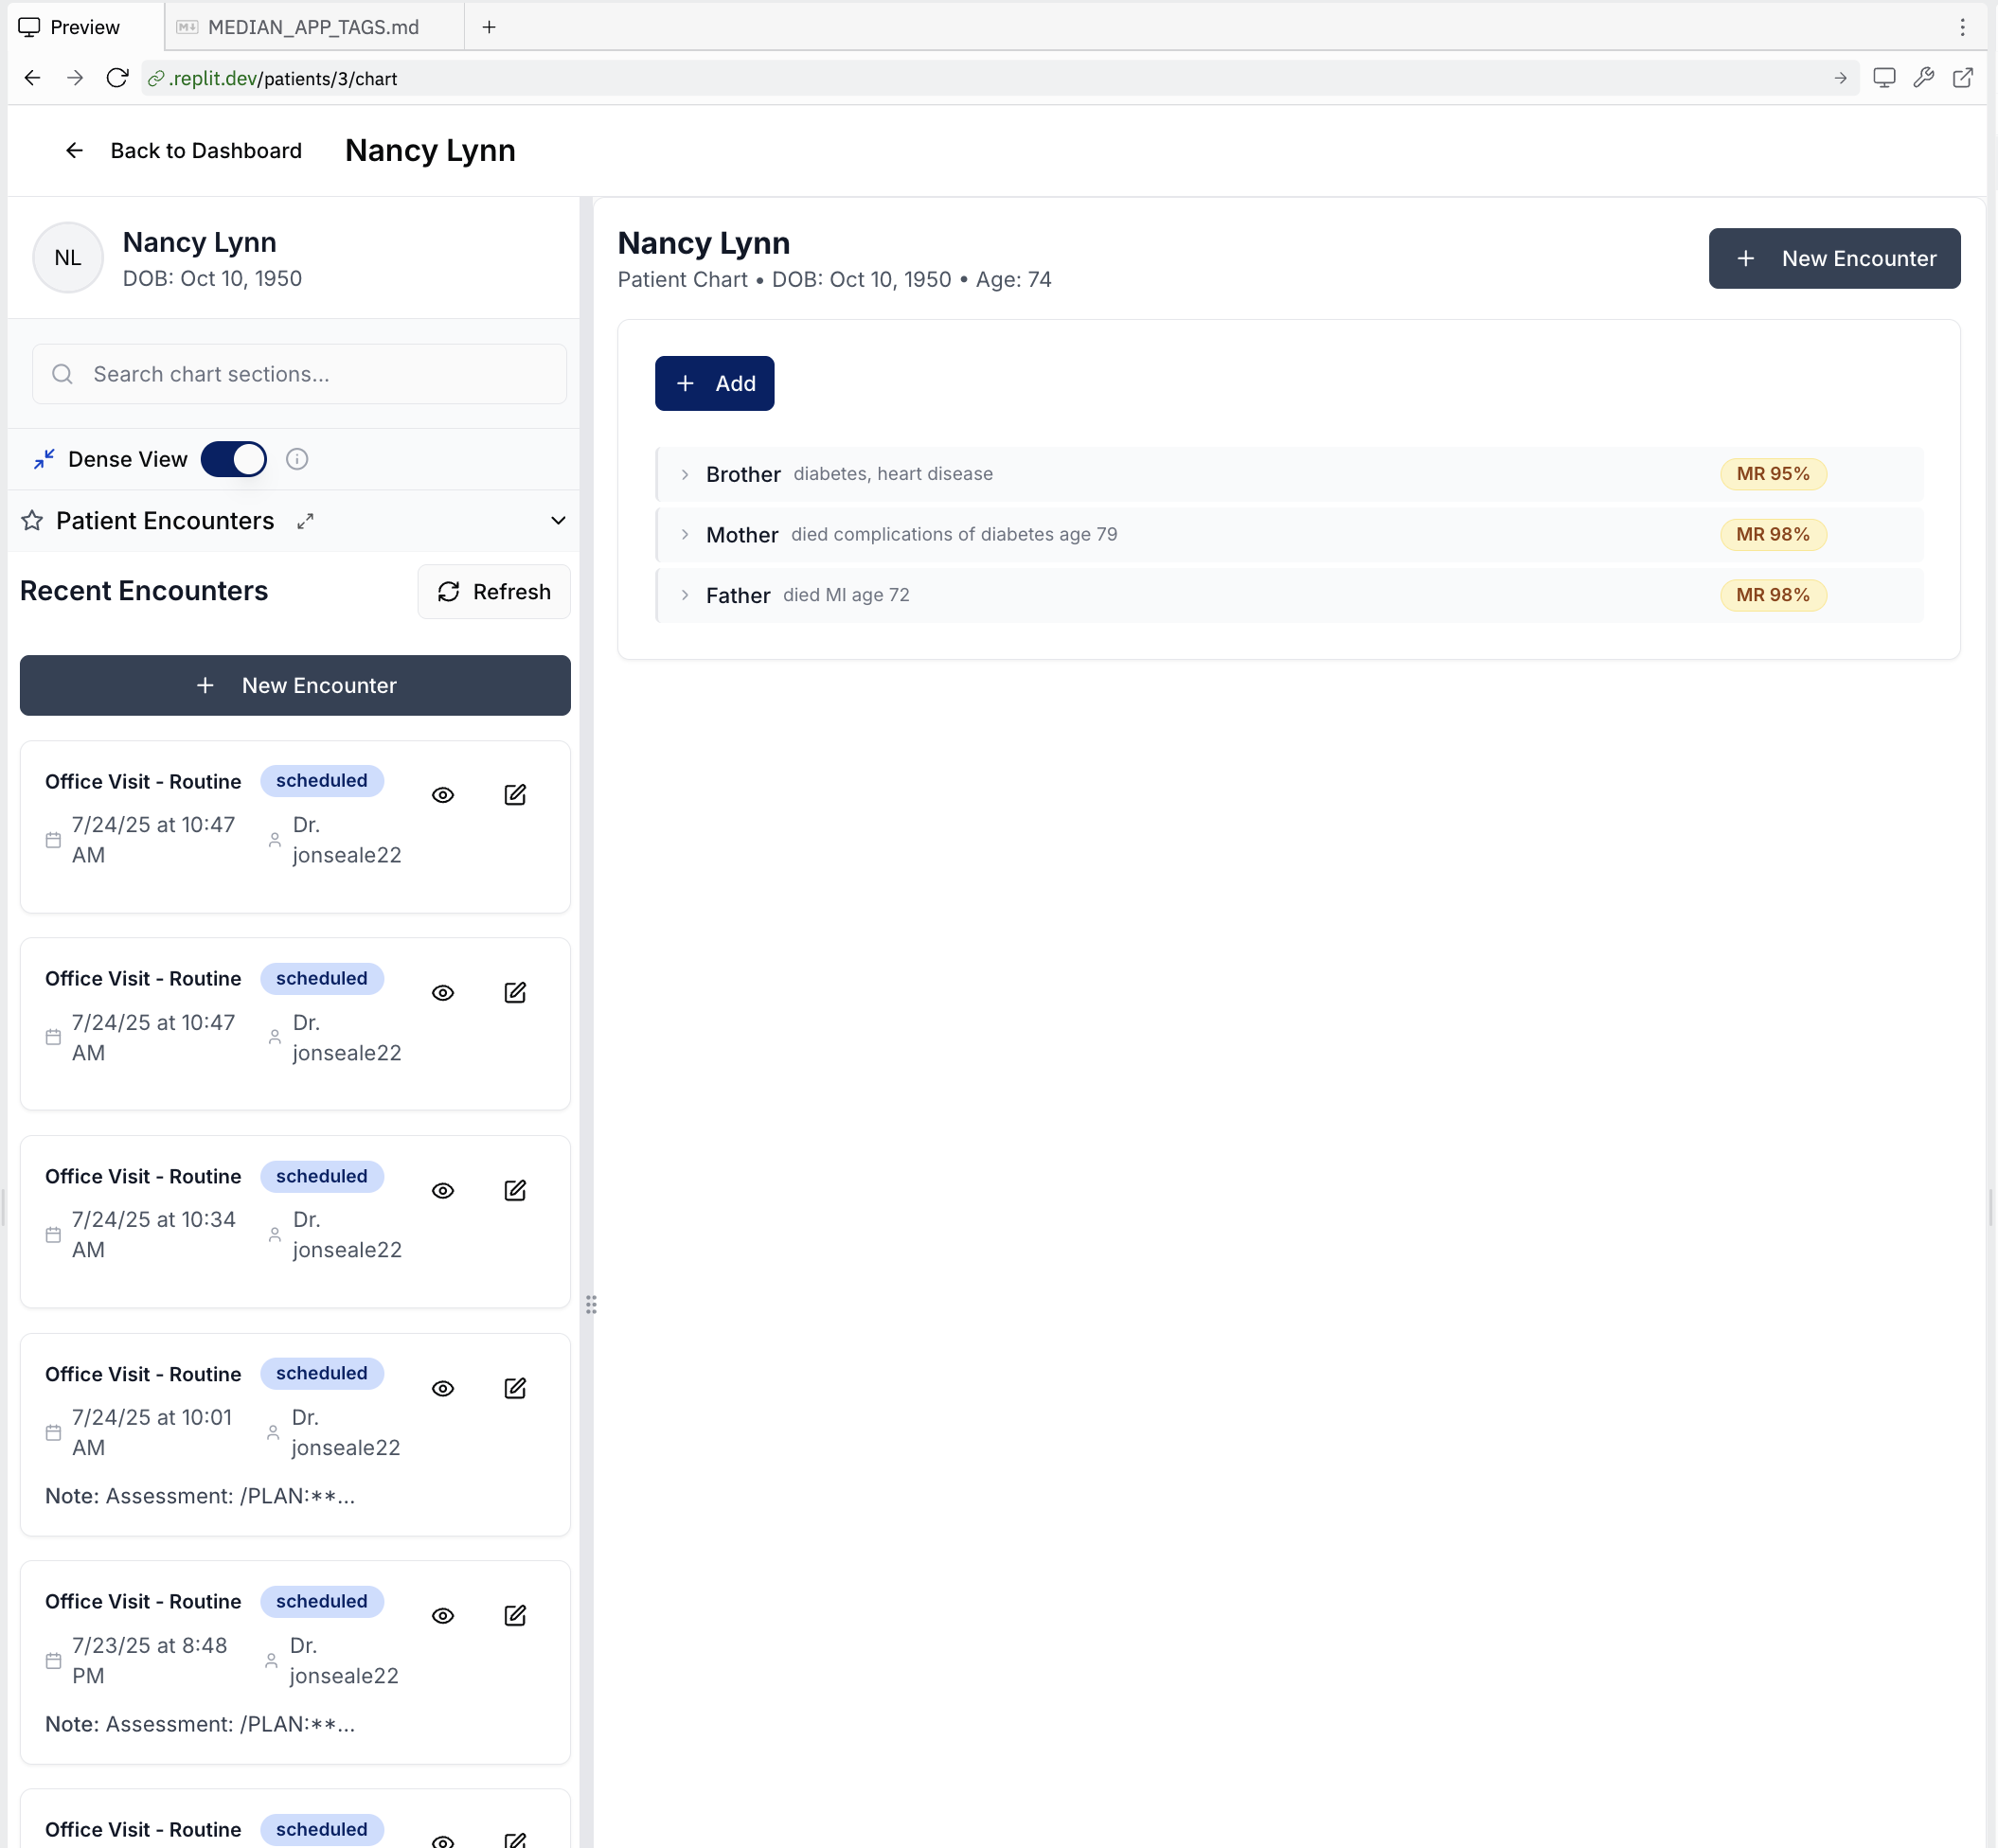 Preview
MEDIAN_APP_TAGS.md
.replit.dev/patients/3/chart
Back to Dashboard
Nancy Lynn
NL
Nancy Lynn
DOB: Oct 10, 1950
Search chart sections...
Dense View
Patient Encounters
Recent Encounters
Refresh
New Encounter
Office Visit - Routine scheduled
7/24/25 at 10:47
AM
Dr.
jonseale22
Office Visit - Routine scheduled
7/24/25 at 10:47
AM
Dr.
jonseale22
Office Visit - Routine scheduled
7/24/25 at 10:34
AM
Dr.
jonseale22
Office Visit - Routine scheduled
7/24/25 at 10:01
AM
Dr.
jonseale22
Note: Assessment: /PLAN:**...
Office Visit - Routine scheduled
7/23/25 at 8:48
PM
Dr.
jonseale22
Note: Assessment: /PLAN:**...
Office Visit - Routine scheduled
Nancy Lynn
Patient Chart • DOB: Oct 10, 1950 • Age: 74
New Encounter
Add
Brother diabetes, heart disease MR 95%
Mother died complications of diabetes age 79 MR 98%
Father died MI age 72 MR 98%